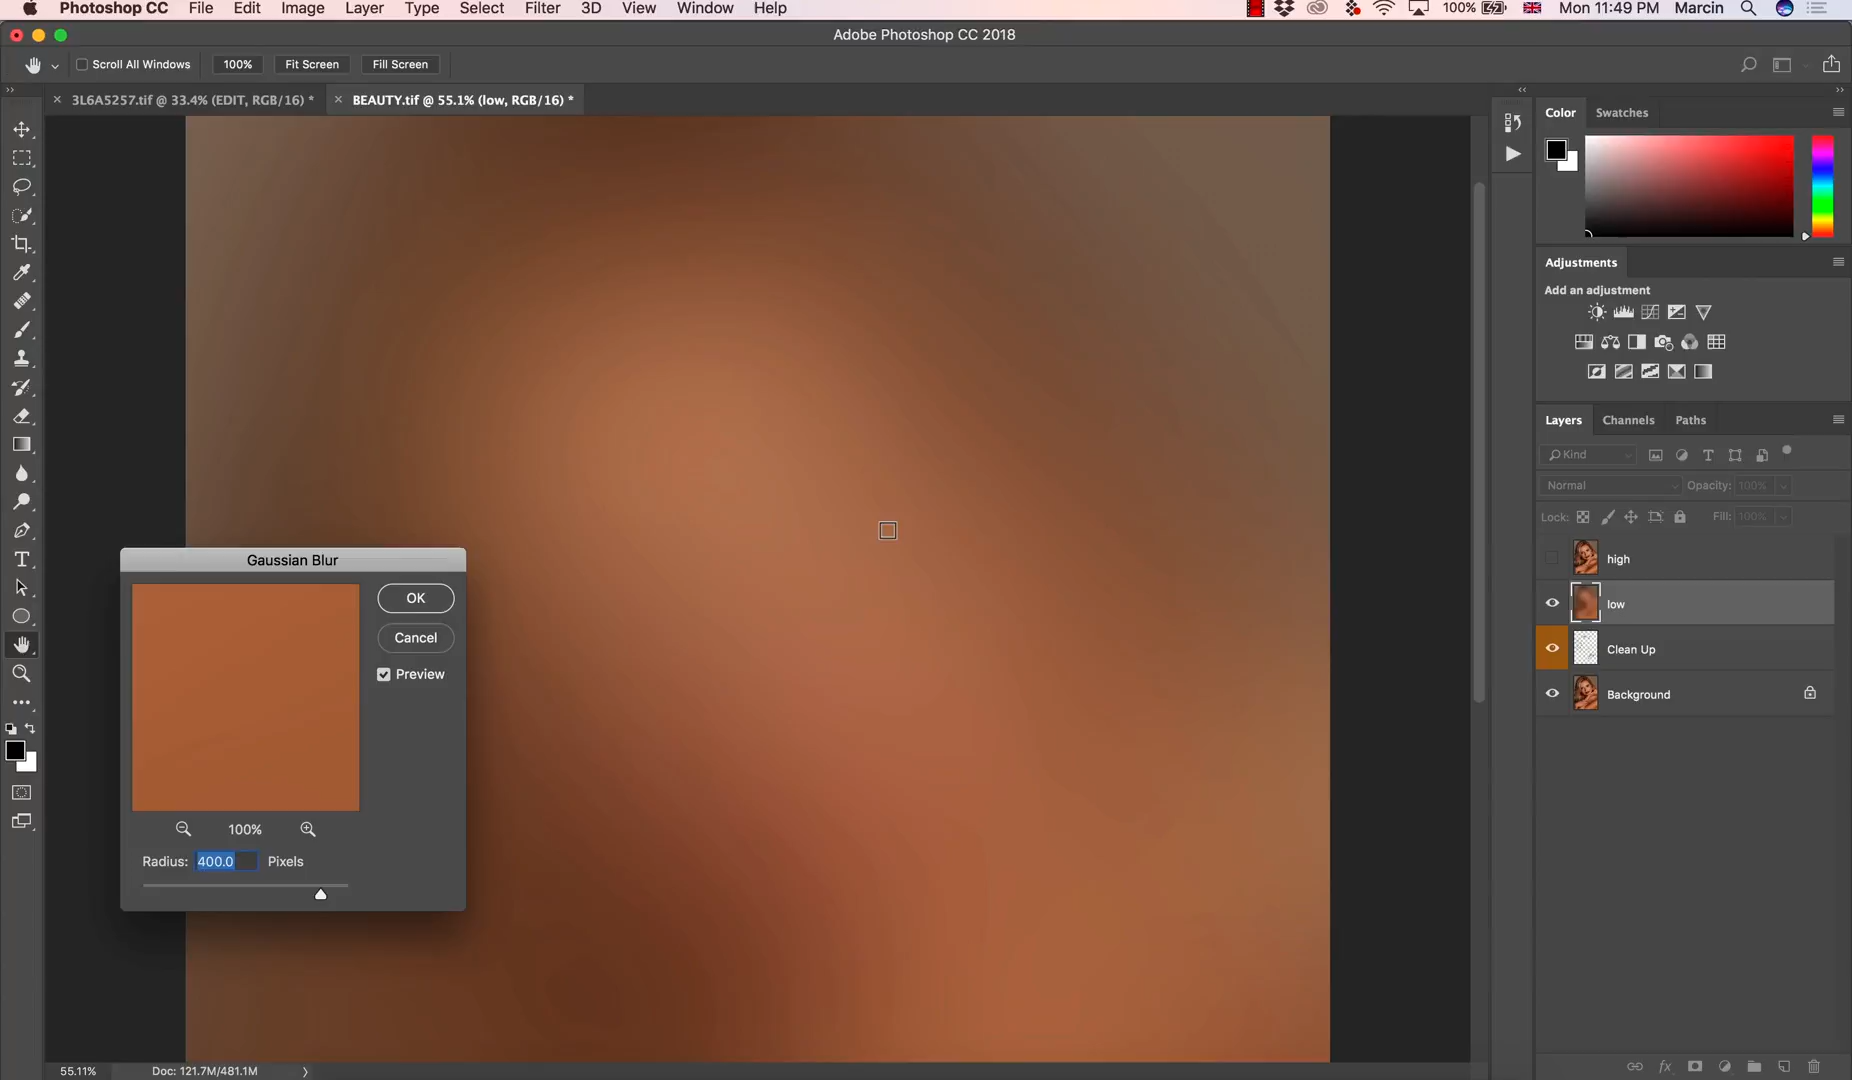 Photoshop CC File Edit Image Layer Type Select Filter 3D View Window Help 100% Mon 11:49 PM Marcin
Adobe Photoshop CC 2018
Scroll All Windows 100% Fit Screen Fill Screen
3L6A5257.tif @ 33.4% (EDIT, RGB/16) * BEAUTY.tif @ 55.1% (low, RGB/16) *
Color Swatches
Adjustments
Add an adjustment
Layers Channels Paths
Kind
Normal Opacity: 100%
Lock: Fill: 100%
high
low
Clean Up
Background
Gaussian Blur
OK
Cancel
Preview
100%
Radius: 400.0 Pixels
55.11% Doc: 121.7M/481.1M